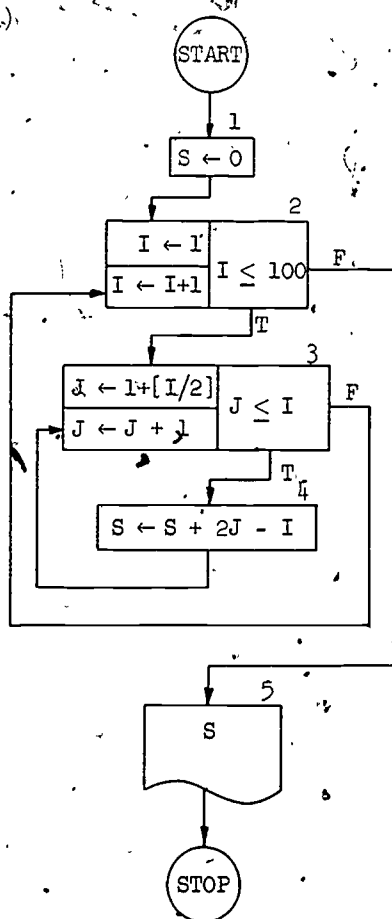 START
1
S ← 0
2
I ← 1
I ← I+1
I ≤ 100
F
T
3
J ← 1+[I/2]
J ← J + 1
J ≤ I
F
T
4
S ← S + 2J - I
5
S
STOP